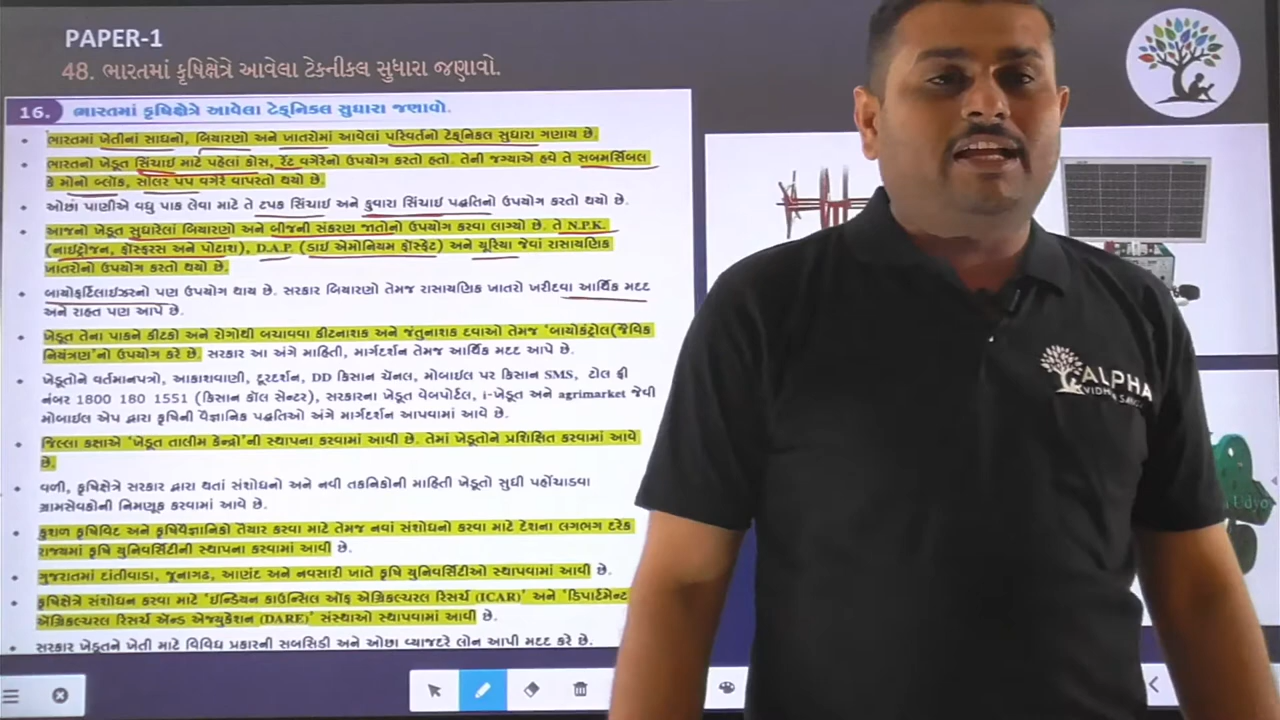 PAPER-1
48. ભારતમાં કૃષિક્ષેત્રે આવેલા ટેકનીકલ સુધારા જણાવો.
16. ભારતમાં કૃષિક્ષેત્રે આવેલા ટેક્નિકલ સુધારા જણાવો.
• ભારતમાં ખેતીનાં સાધનો, બિયારણો અને ખાતરોમાં આવેલાં પરિવર્તનો ટેક્નિકલ સુધારા ગણાય છે.
• ભારતનો ખેડૂત સિંચાઈ માટે પહેલાં કોસ, રેંટ વગેરેનો ઉપયોગ કરતો હતો. તેની જગ્યાએ હવે તે સબમર્સિબલ
કે મોનો બ્લૉક, સોલર પંપ વગેરે વાપરતો થયો છે.
• ઓછા પાણીએ વધુ પાક લેવા માટે તે ટપક સિંચાઈ અને ફુવારા સિંચાઈ પદ્ધતિનો ઉપયોગ કરતો થયો છે.
• આજનો ખેડૂત સુધારેલાં બિયારણો અને બીજની સંકરણ જાતોનો ઉપયોગ કરવા લાગ્યો છે. તે N.P.K.
(નાઇટ્રોજન, ફૉસ્ફરસ અને પોટાશ), D.A.P. (ડાઇ એમોનિયમ ફૉસ્ફેટ) અને યૂરિયા જેવાં રાસાયણિક
ખાતરોનો ઉપયોગ કરતો થયો છે.
• બાયોફર્ટિલાઇઝરનો પણ ઉપયોગ થાય છે. સરકાર બિયારણો તેમજ રાસાયણિક ખાતરો ખરીદવા આર્થિક મદદ
અને રાહત પણ આપે છે.
• ખેડૂત તેના પાકને કીટકો અને રોગોથી બચાવવા કીટનાશક અને જંતુનાશક દવાઓ તેમજ 'બાયોકંટ્રોલ(જૈવિક
નિયંત્રણ)'નો ઉપયોગ કરે છે. સરકાર આ અંગે માહિતી, માર્ગદર્શન તેમજ આર્થિક મદદ આપે છે.
• ખેડૂતોને વર્તમાનપત્રો, આકાશવાણી, દૂરદર્શન, DD કિસાન ચૅનલ, મોબાઇલ પર કિસાન SMS, ટોલ ફ્રી
નંબર 1800 180 1551 (કિસાન કૉલ સેન્ટર), સરકારના ખેડૂત વેબપોર્ટલ, i-ખેડૂત અને agrimarket જેવી
મોબાઇલ એપ દ્વારા કૃષિની વૈજ્ઞાનિક પદ્ધતિઓ અંગે માર્ગદર્શન આપવામાં આવે છે.
• જિલ્લા કક્ષાએ 'ખેડૂત તાલીમ કેન્દ્રો'ની સ્થાપના કરવામાં આવી છે. તેમાં ખેડૂતોને પ્રશિક્ષિત કરવામાં આવે
છે.
• વળી, કૃષિક્ષેત્રે સરકાર દ્વારા થતાં સંશોધનો અને નવી તકનિકોની માહિતી ખેડૂતો સુધી પહોંચાડવા
ગ્રામસેવકોની નિમણૂક કરવામાં આવે છે.
• કુશળ કૃષિવિદ અને કૃષિવૈજ્ઞાનિકો તૈયાર કરવા માટે તેમજ નવાં સંશોધનો કરવા માટે દેશના લગભગ દરેક
રાજ્યમાં કૃષિ યુનિવર્સિટીની સ્થાપના કરવામાં આવી છે.
• ગુજરાતમાં દાંતીવાડા, જૂનાગઢ, આણંદ અને નવસારી ખાતે કૃષિ યુનિવર્સિટીઓ સ્થાપવામાં આવી છે.
• કૃષિક્ષેત્રે સંશોધન કરવા માટે 'ઇન્ડિયન કાઉન્સિલ ઑફ ઍગ્રિકલ્ચરલ રિસર્ચ (ICAR)' અને 'ડિપાર્ટમેન્ટ
ઍગ્રિકલ્ચરલ રિસર્ચ ઍન્ડ એજ્યુકેશન (DARE)' સંસ્થાઓ સ્થાપવામાં આવી છે.
• સરકાર ખેડૂતને ખેતી માટે વિવિધ પ્રકારની સબસિડી અને ઓછા વ્યાજદરે લોન આપી મદદ કરે છે.
ALPHA